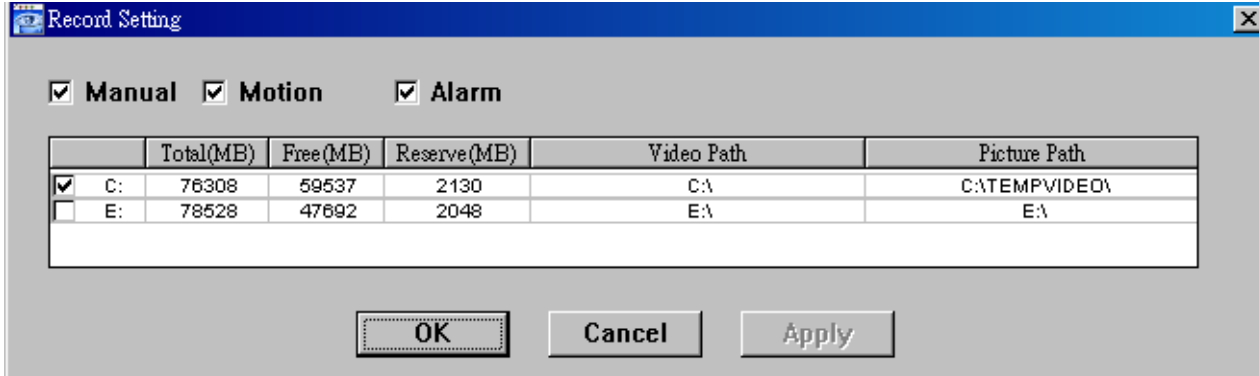 Record Setting
Manual Motion Alarm
Total(MB) Free(MB) Reserve(MB) Video Path Picture Path
C: 76308 59537 2130 C:\ C:\TEMPVIDEO\
E: 78528 47692 2048 E:\ E:\
OK Cancel Apply